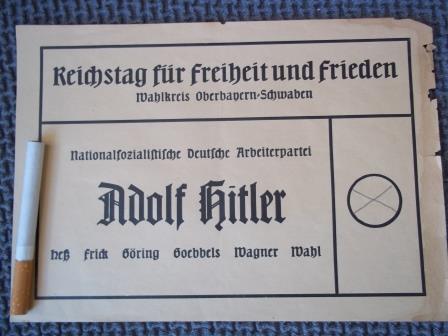 Reichstag für Freiheit und Frieden
Wahlkreis Oberbayern-Schwaben
Nationalsozialistische Deutsche Arbeiterpartei
Adolf Hitler
Heß Frick Göring Goebbels Wagner Wahl